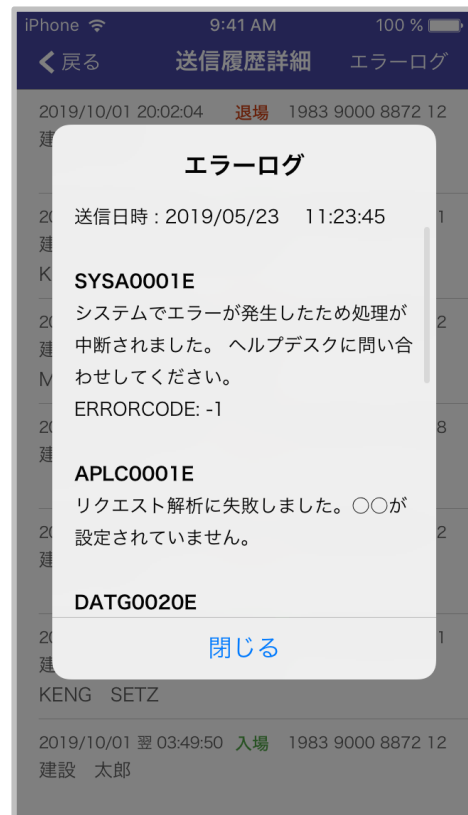 iPhone 9:41 AM 100 %
戻る 送信履歴詳細 エラーログ
2019/10/01 20:02:04 退場 1983 9000 8872 12
建
エラーログ
送信日時 : 2019/05/23 11:23:45
SYSA0001E
システムでエラーが発生したため処理が
中断されました。 ヘルプデスクに問い合
わせしてください。
ERRORCODE: -1
APLC0001E
リクエスト解析に失敗しました。○○が
設定されていません。
DATG0020E
閉じる
建
KENG SETZ
2019/10/01 翌 03:49:50 入場 1983 9000 8872 12
建設 太郎